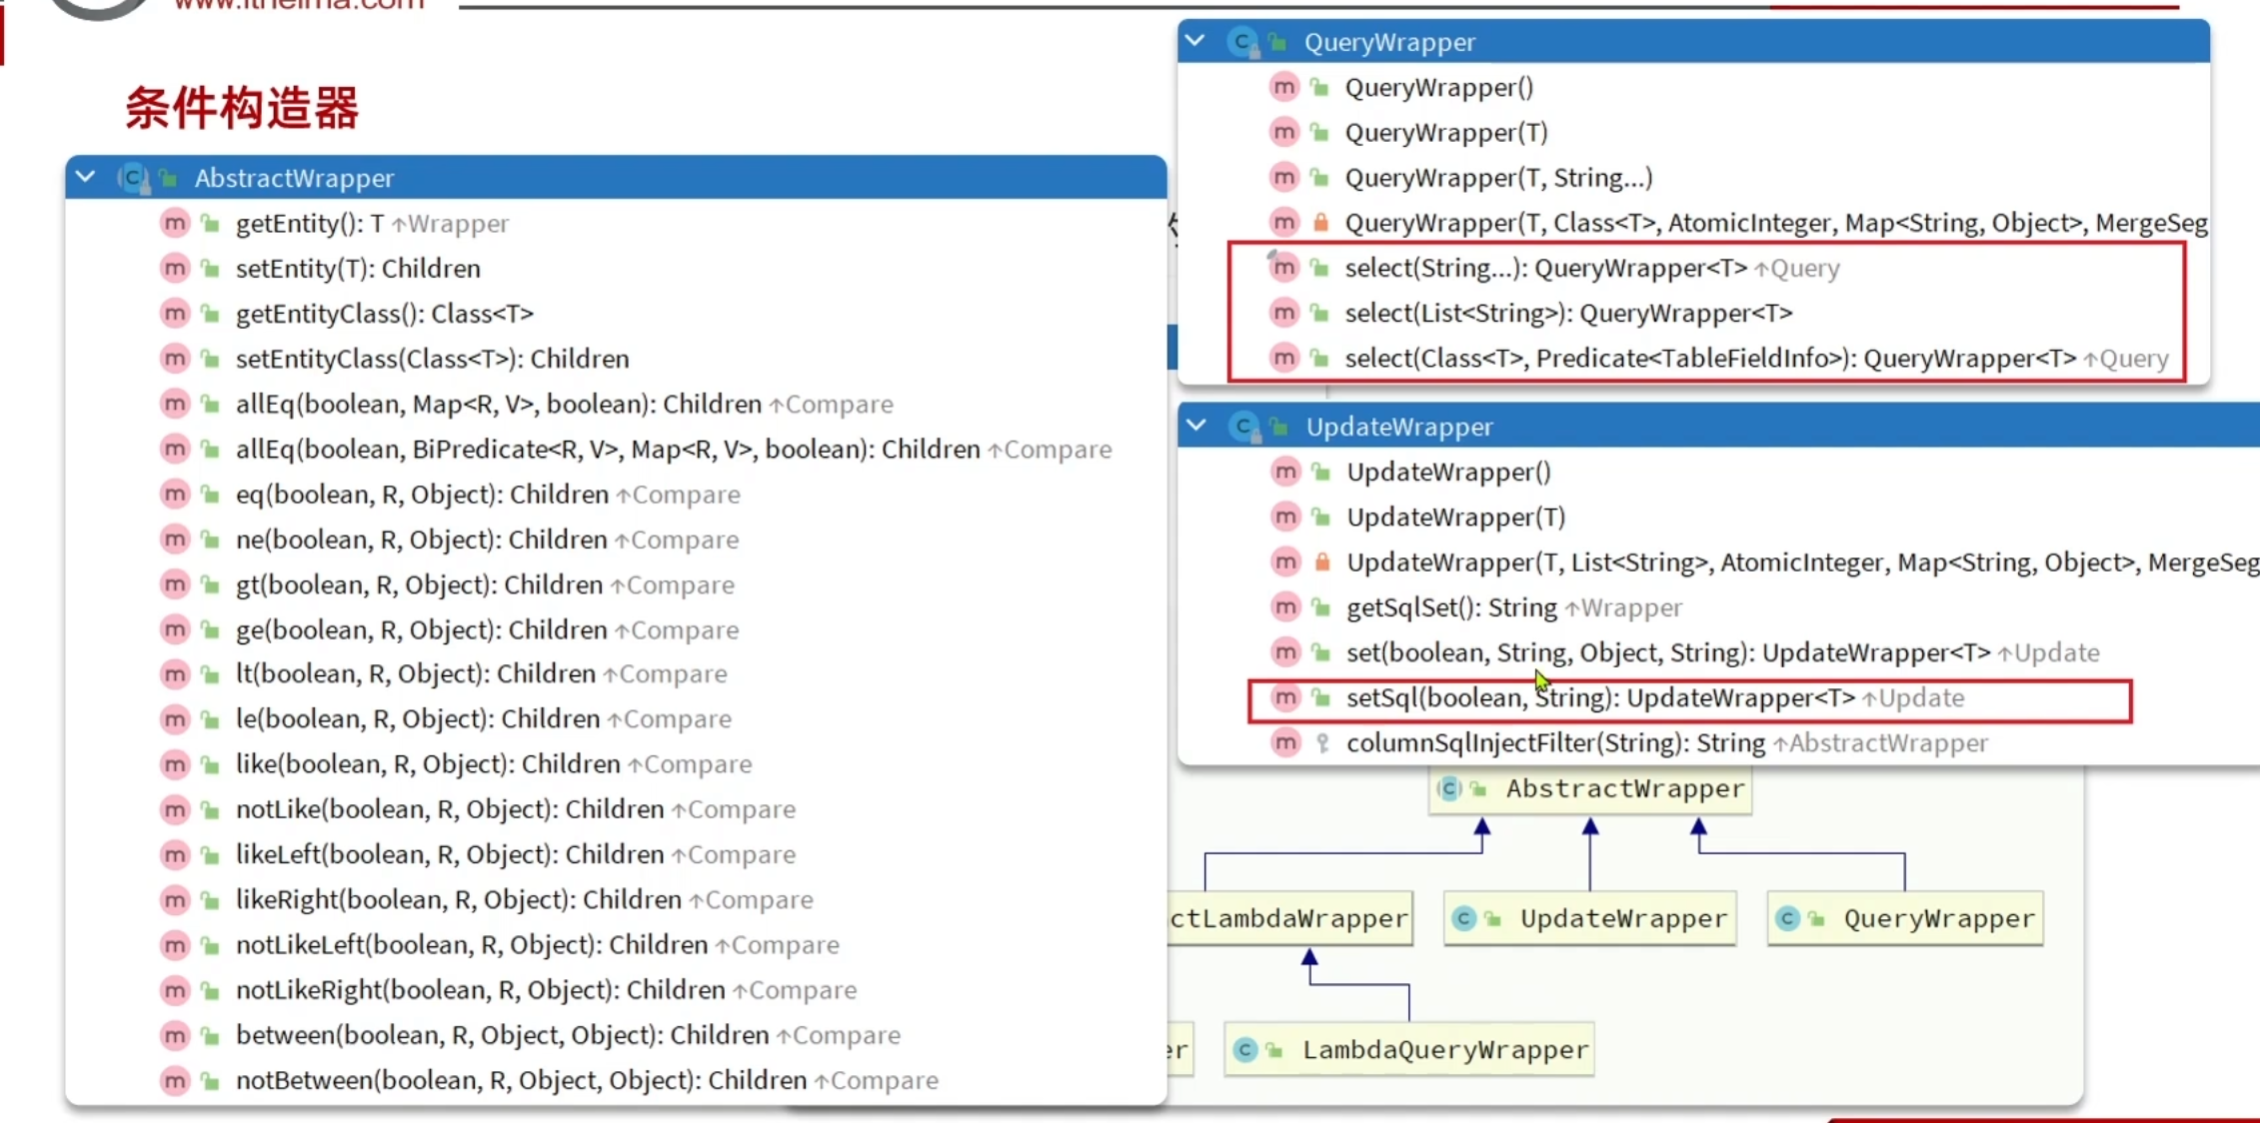 www.itheima.com
条件构造器
AbstractWrapper
getEntity(): T ↑Wrapper
setEntity(T): Children
getEntityClass(): Class<T>
setEntityClass(Class<T>): Children
allEq(boolean, Map<R, V>, boolean): Children ↑Compare
allEq(boolean, BiPredicate<R, V>, Map<R, V>, boolean): Children ↑Compare
eq(boolean, R, Object): Children ↑Compare
ne(boolean, R, Object): Children ↑Compare
gt(boolean, R, Object): Children ↑Compare
ge(boolean, R, Object): Children ↑Compare
lt(boolean, R, Object): Children ↑Compare
le(boolean, R, Object): Children ↑Compare
like(boolean, R, Object): Children ↑Compare
notLike(boolean, R, Object): Children ↑Compare
likeLeft(boolean, R, Object): Children ↑Compare
likeRight(boolean, R, Object): Children ↑Compare
notLikeLeft(boolean, R, Object): Children ↑Compare
notLikeRight(boolean, R, Object): Children ↑Compare
between(boolean, R, Object, Object): Children ↑Compare
notBetween(boolean, R, Object, Object): Children ↑Compare
QueryWrapper
QueryWrapper()
QueryWrapper(T)
QueryWrapper(T, String...)
QueryWrapper(T, Class<T>, AtomicInteger, Map<String, Object>, MergeSeg
select(String...): QueryWrapper<T> ↑Query
select(List<String>): QueryWrapper<T>
select(Class<T>, Predicate<TableFieldInfo>): QueryWrapper<T> ↑Query
UpdateWrapper
UpdateWrapper()
UpdateWrapper(T)
UpdateWrapper(T, List<String>, AtomicInteger, Map<String, Object>, MergeSeg
getSqlSet(): String ↑Wrapper
set(boolean, String, Object, String): UpdateWrapper<T> ↑Update
setSql(boolean, String): UpdateWrapper<T> ↑Update
columnSqlInjectFilter(String): String ↑AbstractWrapper
AbstractWrapper
ctLambdaWrapper
UpdateWrapper
QueryWrapper
er
LambdaQueryWrapper